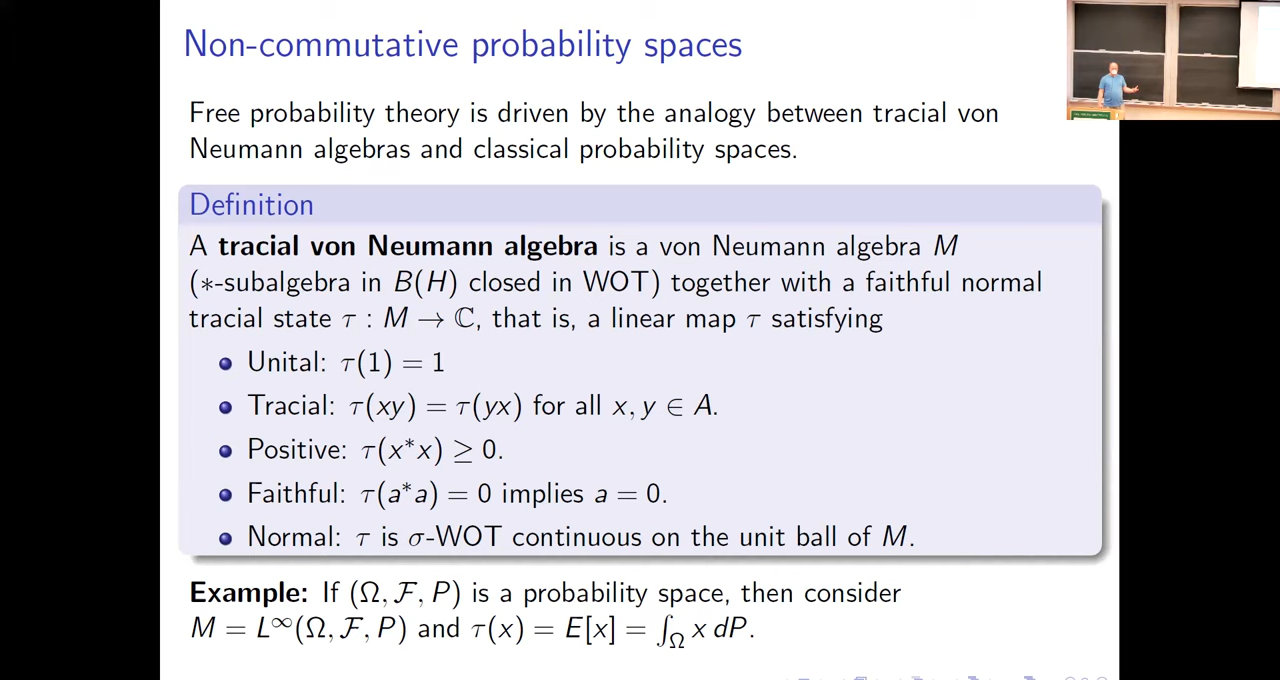 Non-commutative probability spaces
Free probability theory is driven by the analogy between tracial von
Neumann algebras and classical probability spaces.
Definition
A tracial von Neumann algebra is a von Neumann algebra M
(∗-subalgebra in B(H) closed in WOT) together with a faithful normal
tracial state τ : M → ℂ, that is, a linear map τ satisfying
Unital: τ(1) = 1
Tracial: τ(xy) = τ(yx) for all x, y ∈ A.
Positive: τ(x*x) ≥ 0.
Faithful: τ(a*a) = 0 implies a = 0.
Normal: τ is σ-WOT continuous on the unit ball of M.
Example: If (Ω, ℱ, P) is a probability space, then consider
M = L^∞(Ω, ℱ, P) and τ(x) = E[x] = ∫_Ω x dP.